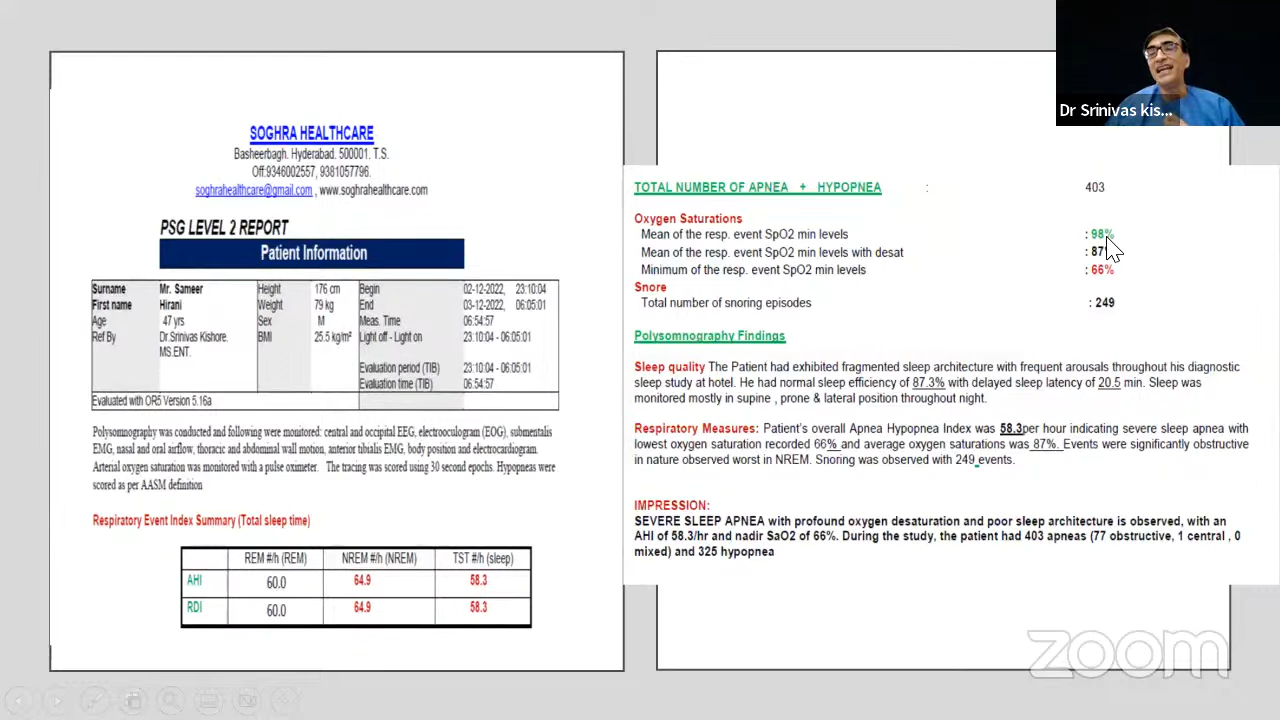 SOGHRA HEALTHCARE
Basheerbagh. Hyderabad. 500001. T.S.
Off:9346002557, 9381057796.
soghrahealthcare@gmail.com , www.soghrahealthcare.com
PSG LEVEL 2 REPORT
Patient Information
Surname Mr. Sameer Height 176 cm Begin 02-12-2022, 23:10:04
First name Hirani Weight 79 kg End 03-12-2022, 06:05:01
Age 47 yrs Sex M Meas. Time 06:54:57
Ref By Dr.Srinivas Kishore. BMI 25.5 kg/m² Light off - Light on 23:10:04 - 06:05:01
MS.ENT.
Evaluation period (TIB) 23:10:04 - 06:05:01
Evaluation time (TIB) 06:54:57
Evaluated with OR5 Version 5.16a
Polysomnography was conducted and following were monitored: central and occipital EEG, electrooculogram (EOG), submentalis
EMG, nasal and oral airflow, thoracic and abdominal wall motion, anterior tibialis EMG, body position and electrocardiogram.
Arterial oxygen saturation was monitored with a pulse oximeter. The tracing was scored using 30 second epochs. Hypopneas were
scored as per AASM definition
Respiratory Event Index Summary (Total sleep time)
REM #/h (REM) NREM #/h (NREM) TST #/h (sleep)
AHI 60.0 64.9 58.3
RDI 60.0 64.9 58.3
Dr Srinivas kis...
TOTAL NUMBER OF APNEA + HYPOPNEA : 403
Oxygen Saturations
Mean of the resp. event SpO2 min levels : 98%
Mean of the resp. event SpO2 min levels with desat : 87
Minimum of the resp. event SpO2 min levels : 66%
Snore
Total number of snoring episodes : 249
Polysomnography Findings
Sleep quality The Patient had exhibited fragmented sleep architecture with frequent arousals throughout his diagnostic
sleep study at hotel. He had normal sleep efficiency of 87.3% with delayed sleep latency of 20.5 min. Sleep was
monitored mostly in supine , prone & lateral position throughout night.
Respiratory Measures: Patient's overall Apnea Hypopnea Index was 58.3per hour indicating severe sleep apnea with
lowest oxygen saturation recorded 66% and average oxygen saturations was 87%. Events were significantly obstructive
in nature observed worst in NREM. Snoring was observed with 249 events.
IMPRESSION:
SEVERE SLEEP APNEA with profound oxygen desaturation and poor sleep architecture is observed, with an
AHI of 58.3/hr and nadir SaO2 of 66%. During the study, the patient had 403 apneas (77 obstructive, 1 central , 0
mixed) and 325 hypopnea
zoom